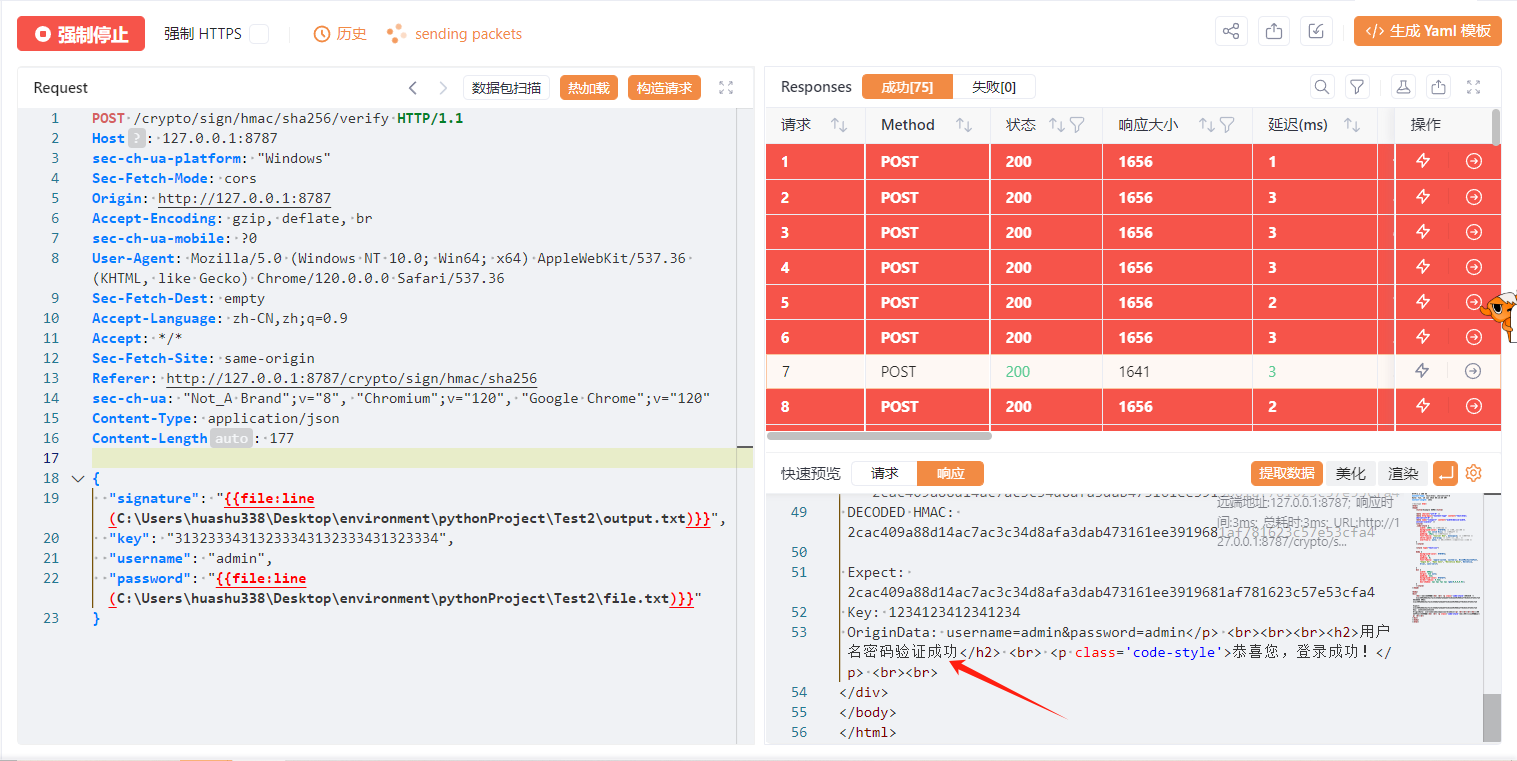 强制停止 强制 HTTPS 历史 sending packets </> 生成 Yaml 模板
Request 数据包扫描 热加载 构造请求
1 POST /crypto/sign/hmac/sha256/verify HTTP/1.1
2 Host ? : 127.0.0.1:8787
3 sec-ch-ua-platform: "Windows"
4 Sec-Fetch-Mode: cors
5 Origin: http://127.0.0.1:8787
6 Accept-Encoding: gzip, deflate, br
7 sec-ch-ua-mobile: ?0
8 User-Agent: Mozilla/5.0 (Windows NT 10.0; Win64; x64) AppleWebKit/537.36
(KHTML, like Gecko) Chrome/120.0.0.0 Safari/537.36
9 Sec-Fetch-Dest: empty
10 Accept-Language: zh-CN,zh;q=0.9
11 Accept: */*
12 Sec-Fetch-Site: same-origin
13 Referer: http://127.0.0.1:8787/crypto/sign/hmac/sha256
14 sec-ch-ua: "Not_A Brand";v="8", "Chromium";v="120", "Google Chrome";v="120"
15 Content-Type: application/json
16 Content-Length auto : 177
17
18 {
19 "signature": "{{file:line
(C:\Users\huashu338\Desktop\environment\pythonProject\Test2\output.txt)}}",
20 "key": "31323334313233343132333431323334",
21 "username": "admin",
22 "password": "{{file:line
(C:\Users\huashu338\Desktop\environment\pythonProject\Test2\file.txt)}}"
23 }
Responses 成功[75] 失败[0]
请求 Method 状态 响应大小 延迟(ms) 操作
1 POST 200 1656 1
2 POST 200 1656 3
3 POST 200 1656 3
4 POST 200 1656 3
5 POST 200 1656 2
6 POST 200 1656 3
7 POST 200 1641 3
8 POST 200 1656 2
快速预览 请求 响应 提取数据 美化 渲染
远端地址:127.0.0.1:8787; 响应时
间:3ms; 总耗时:3ms; URL:http://1
27.0.0.1:8787/crypto/s...
49 DECODED HMAC:
2cac409a88d14ac7ac3c34d8afa3dab473161ee3919681af781623c57e53cfa4
50
51 Expect:
2cac409a88d14ac7ac3c34d8afa3dab473161ee3919681af781623c57e53cfa4
52 Key: 1234123412341234
53 OriginData: username=admin&password=admin</p> <br><br><br><h2>用户
名密码验证成功</h2> <br> <p class='code-style'>恭喜您，登录成功！</
p> <br><br>
54 </div>
55 </body>
56 </html>